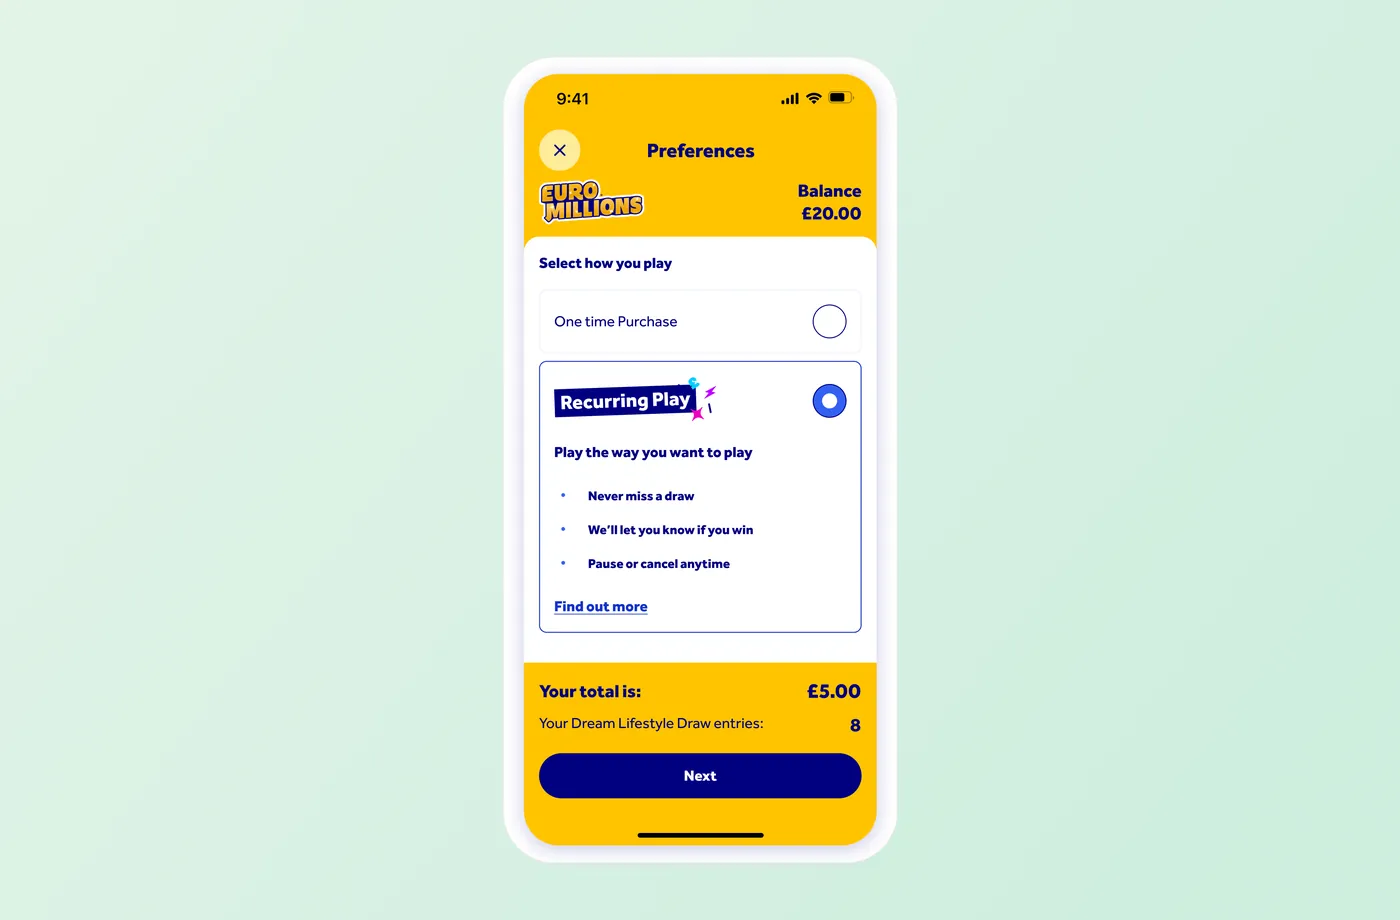 9:41
Preferences
EURO
MILLIONS
Balance
£20.00
Select how you play
One time Purchase
Recurring Play
Play the way you want to play
• Never miss a draw
• We’ll let you know if you win
• Pause or cancel anytime
Find out more
Your total is: £5.00
Your Dream Lifestyle Draw entries: 8
Next